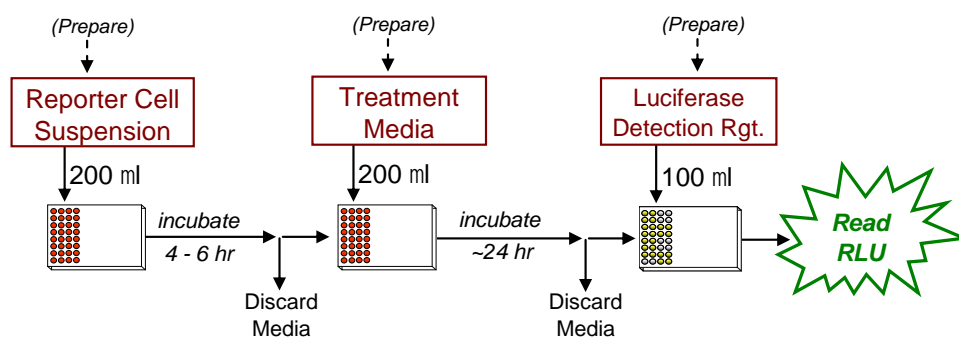 (Prepare)
(Prepare)
(Prepare)
Reporter Cell
Suspension
Treatment
Media
Luciferase
Detection Rgt.
200 ml
200 ml
100 ml
incubate
4 - 6 hr
incubate
~24 hr
Read
RLU
Discard
Media
Discard
Media